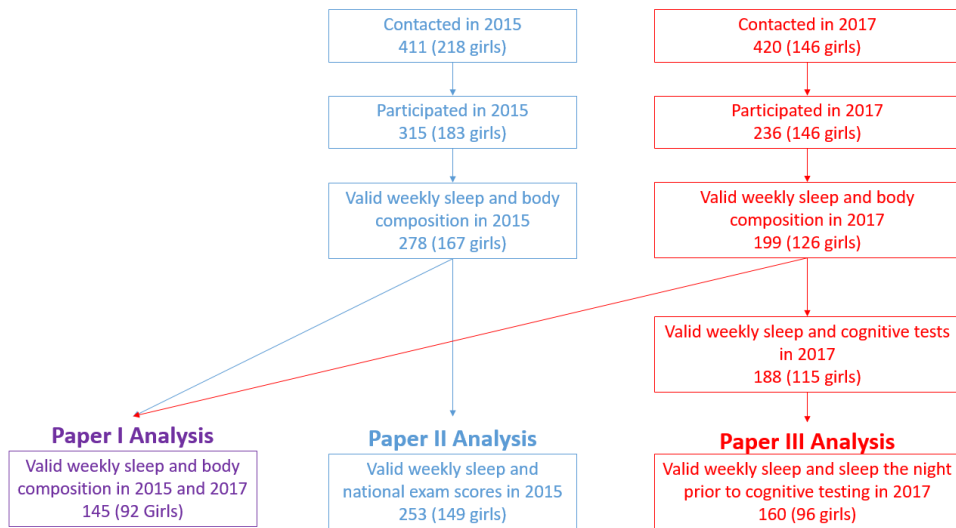 Contacted in 2015
411 (218 girls)
Contacted in 2017
420 (146 girls)
Participated in 2015
315 (183 girls)
Participated in 2017
236 (146 girls)
Valid weekly sleep and body
composition in 2015
278 (167 girls)
Valid weekly sleep and body
composition in 2017
199 (126 girls)
Valid weekly sleep and cognitive tests
in 2017
188 (115 girls)
Paper I Analysis
Valid weekly sleep and body
composition in 2015 and 2017
145 (92 Girls)
Paper II Analysis
Valid weekly sleep and
national exam scores in 2015
253 (149 girls)
Paper III Analysis
Valid weekly sleep and sleep the night
prior to cognitive testing in 2017
160 (96 girls)